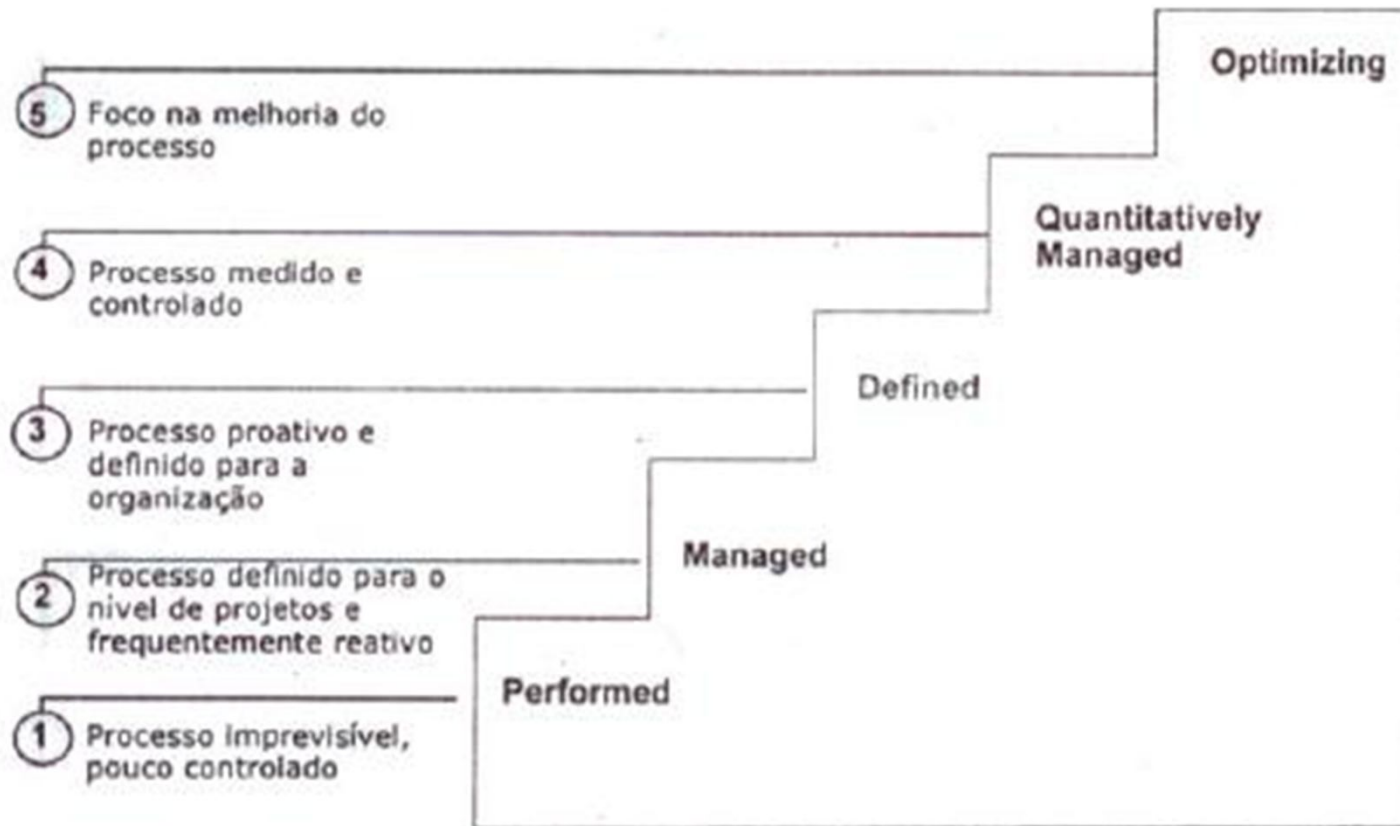 Optimizing
5
Foco na melhoria do
processo
Quantitatively
Managed
4
Processo medido e
controlado
Defined
3
Processo proativo e
definido para a
organização
Managed
2
Processo definido para o
nivel de projetos e
frequentemente reativo
Performed
1
Processo imprevisível,
pouco controlado